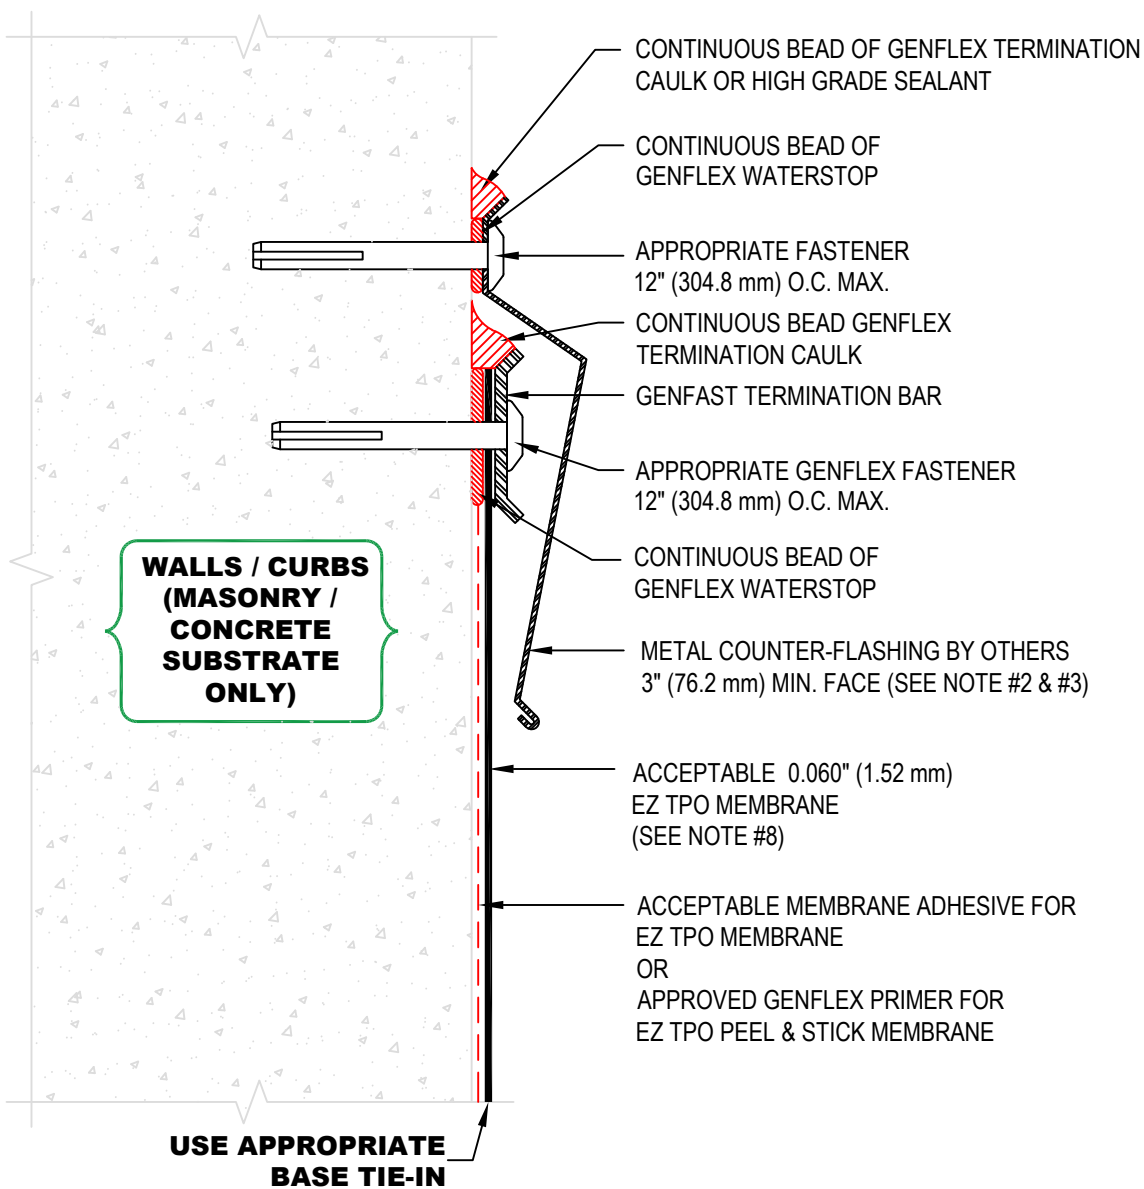 CONTINUOUS BEAD OF GENFLEX TERMINATION
CAULK OR HIGH GRADE SEALANT
CONTINUOUS BEAD OF
GENFLEX WATERSTOP
APPROPRIATE FASTENER
12" (304.8 mm) O.C. MAX.
CONTINUOUS BEAD GENFLEX
TERMINATION CAULK
GENFAST TERMINATION BAR
APPROPRIATE GENFLEX FASTENER
12" (304.8 mm) O.C. MAX.
CONTINUOUS BEAD OF
GENFLEX WATERSTOP
WALLS / CURBS
(MASONRY /
CONCRETE
SUBSTRATE
ONLY)
METAL COUNTER-FLASHING BY OTHERS
3" (76.2 mm) MIN. FACE (SEE NOTE #2 & #3)
ACCEPTABLE 0.060" (1.52 mm)
EZ TPO MEMBRANE
(SEE NOTE #8)
ACCEPTABLE MEMBRANE ADHESIVE FOR
EZ TPO MEMBRANE
OR
APPROVED GENFLEX PRIMER FOR
EZ TPO PEEL & STICK MEMBRANE
USE APPROPRIATE
BASE TIE-IN